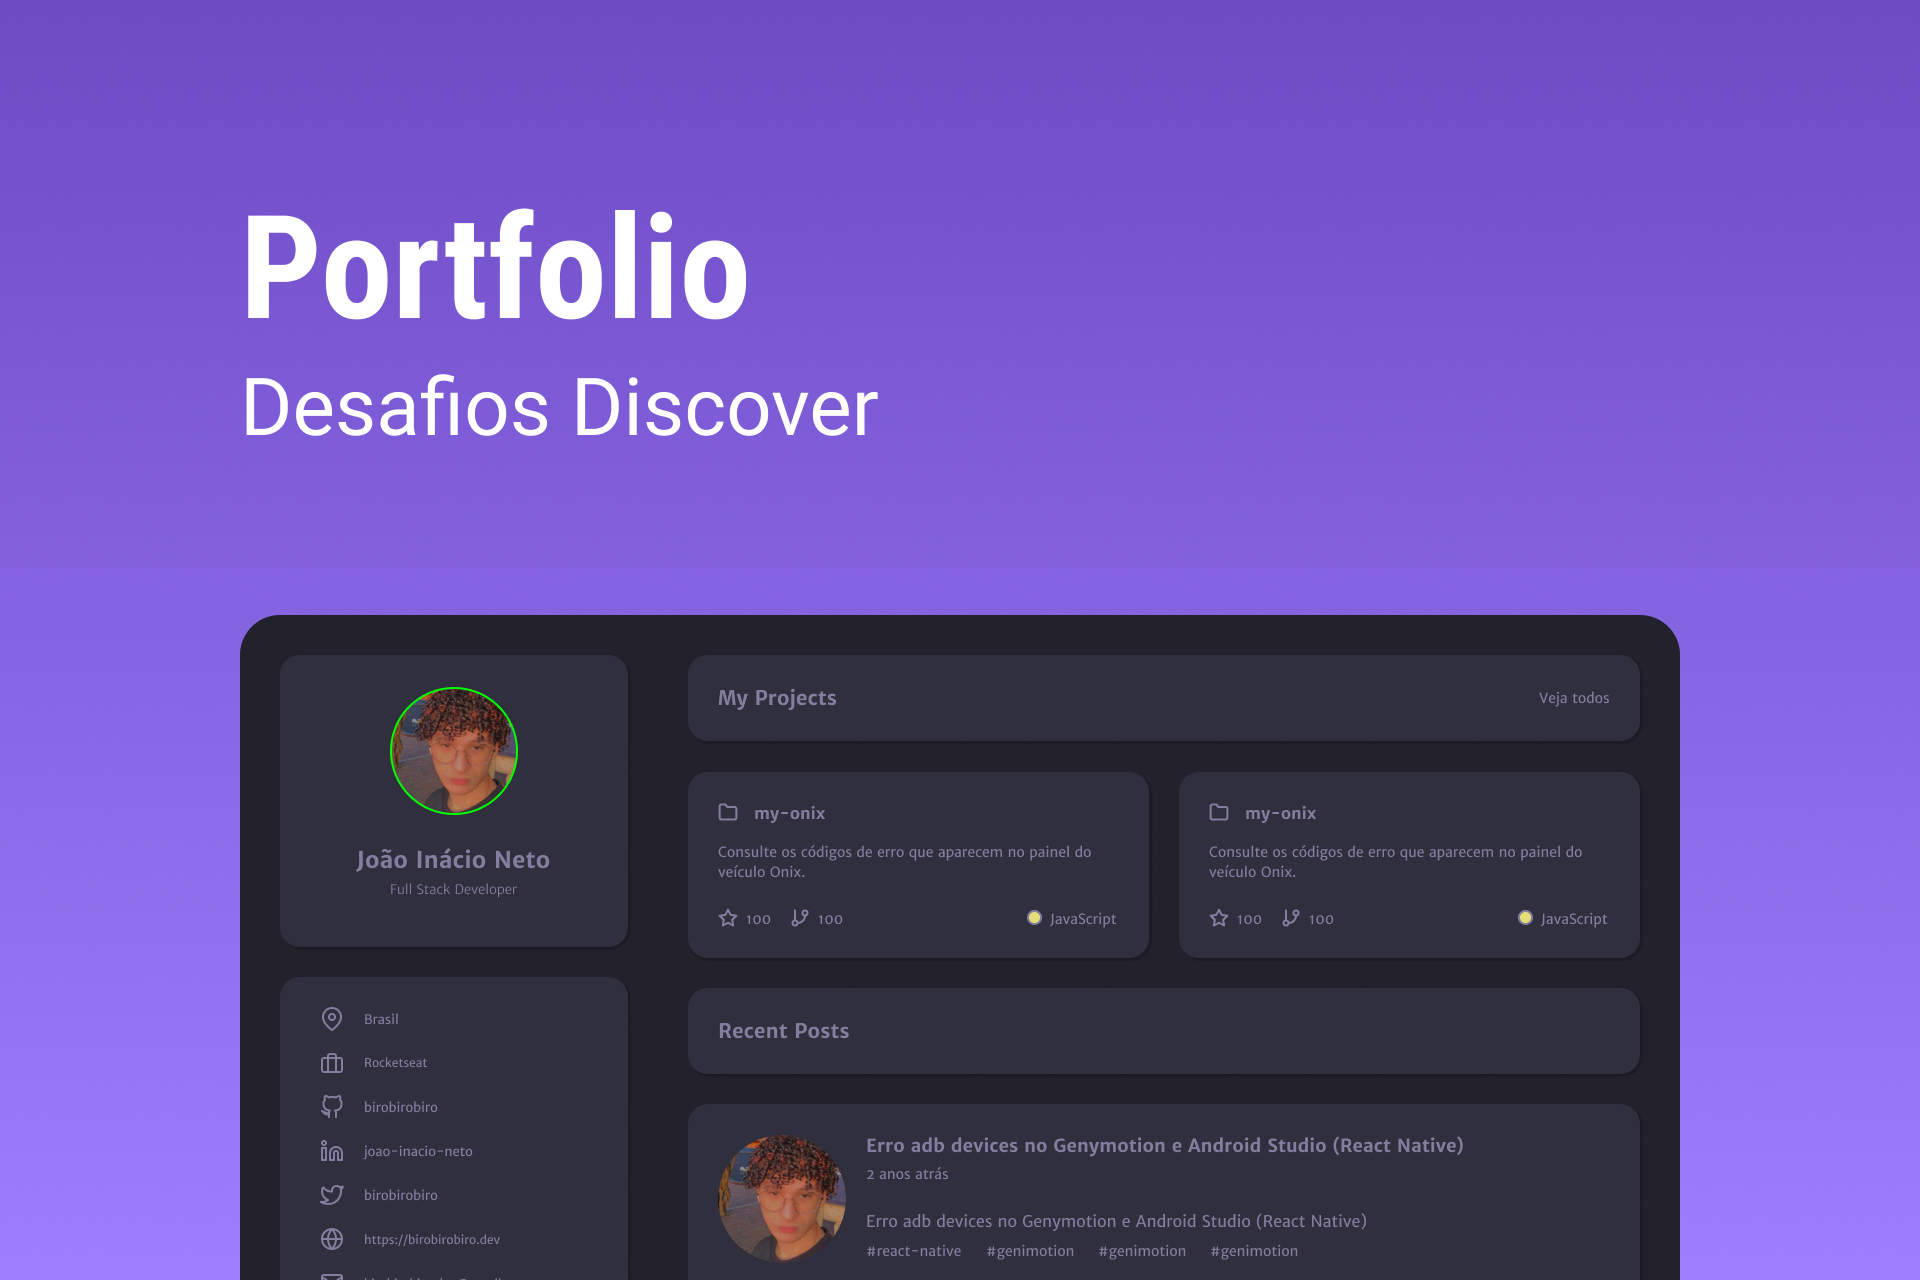 Portfolio
Desafios Discover
João Inácio Neto
Full Stack Developer
Brasil
Rocketseat
birobirobiro
joao-inacio-neto
birobirobiro
https://birobirobiro.dev
My Projects
Veja todos
my-onix
Consulte os códigos de erro que aparecem no painel do
veículo Onix.
100
100
JavaScript
my-onix
Consulte os códigos de erro que aparecem no painel do
veículo Onix.
100
100
JavaScript
Recent Posts
Erro adb devices no Genymotion e Android Studio (React Native)
2 anos atrás
Erro adb devices no Genymotion e Android Studio (React Native)
#react-native #genimotion #genimotion #genimotion